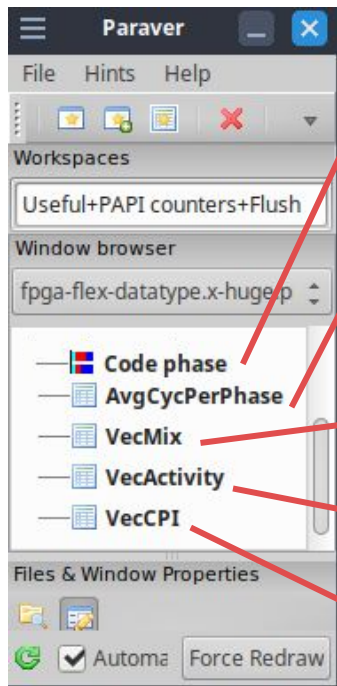 Paraver
File Hints Help
Workspaces
Useful+PAPI counters+Flush
Window browser
fpga-flex-datatype.x-huge.p
Code phase
AvgCycPerPhase
VecMix
VecActivity
VecCPI
Files & Window Properties
Automa Force Redraw